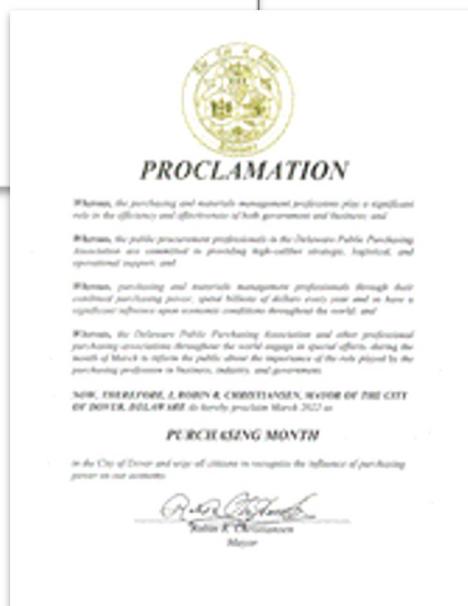 The City of Dover
Delaware
PROCLAMATION
Whereas, the purchasing and materials management professions play a significant
role in the efficiency and effectiveness of both government and business; and
Whereas, the public procurement professionals in the Delaware Public Purchasing
Association are committed to providing high-caliber strategic, logistical, and
operational support; and
Whereas, purchasing and materials management professionals through their
combined purchasing power, spend billions of dollars every year and so have a
significant influence upon economic conditions throughout the world; and
Whereas, the Delaware Public Purchasing Association and other professional
purchasing associations throughout the world engage in special efforts during the
month of March to inform the public about the importance of the role played by the
purchasing profession in business, industry, and government.
NOW, THEREFORE, I, ROBIN R. CHRISTIANSEN, MAYOR OF THE CITY
OF DOVER, DELAWARE do hereby proclaim March 2022 as
PURCHASING MONTH
in the City of Dover and urge all citizens to recognize the influence of purchasing
power on our economy.
Robin R. Christiansen
Mayor